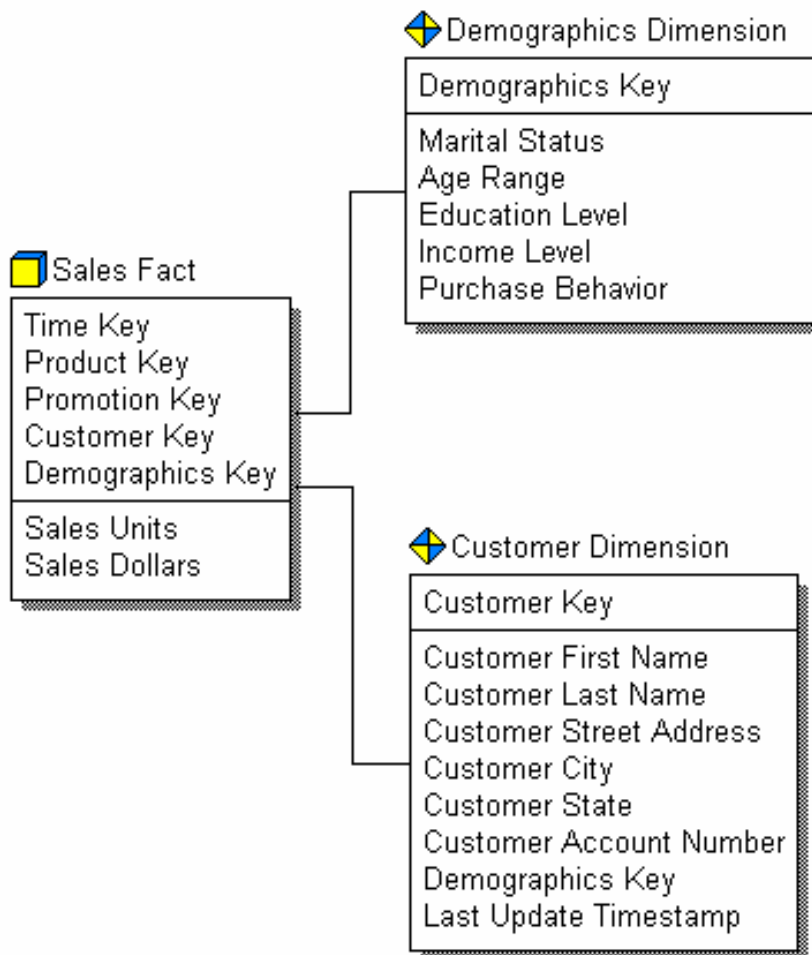 Demographics Dimension
Demographics Key
Marital Status
Age Range
Education Level
Income Level
Purchase Behavior
Sales Fact
Time Key
Product Key
Promotion Key
Customer Key
Demographics Key
Sales Units
Sales Dollars
Customer Dimension
Customer Key
Customer First Name
Customer Last Name
Customer Street Address
Customer City
Customer State
Customer Account Number
Demographics Key
Last Update Timestamp